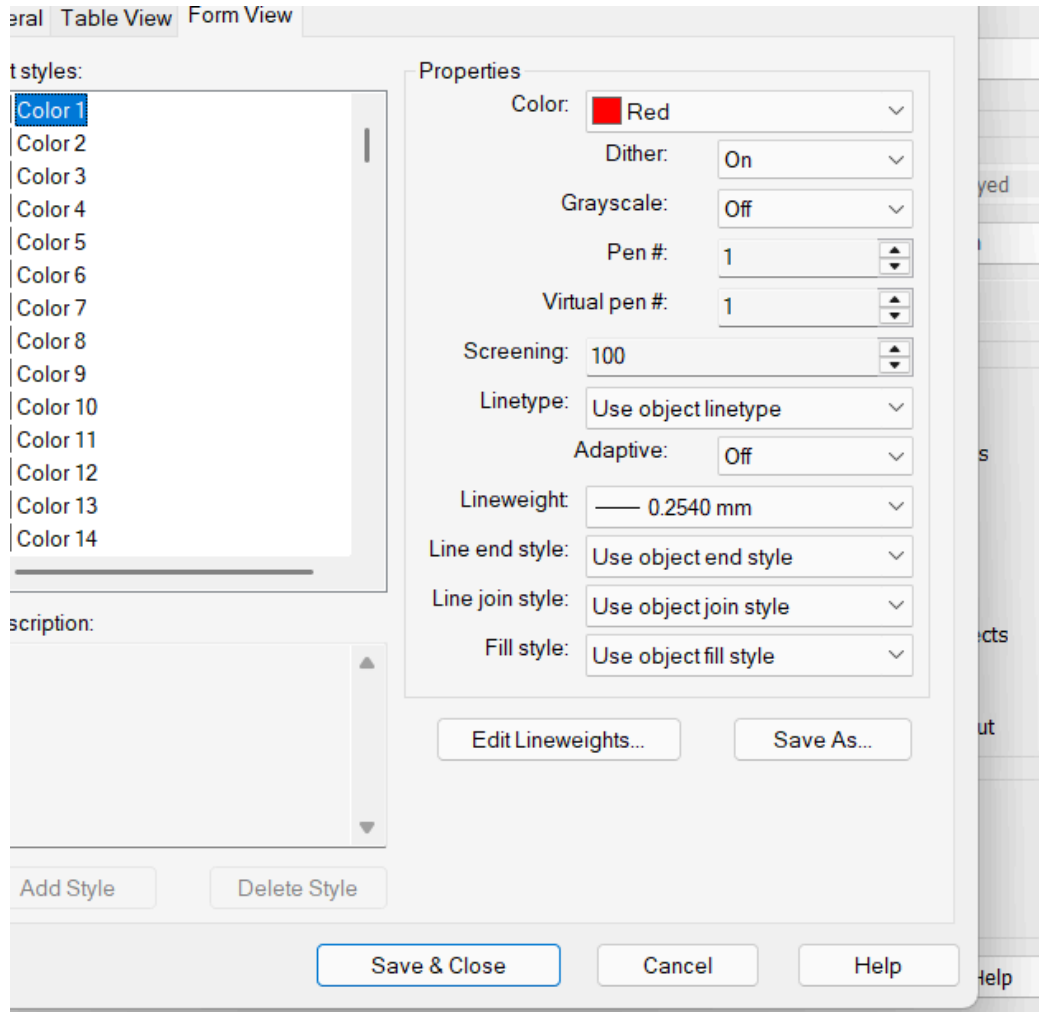 eral Table View Form View
t styles:
Color 1
Color 2
Color 3
Color 4
Color 5
Color 6
Color 7
Color 8
Color 9
Color 10
Color 11
Color 12
Color 13
Color 14
scription:
Add Style Delete Style
Properties
Color: Red
Dither: On
Grayscale: Off
Pen #: 1
Virtual pen #: 1
Screening: 100
Linetype: Use object linetype
Adaptive: Off
Lineweight: 0.2540 mm
Line end style: Use object end style
Line join style: Use object join style
Fill style: Use object fill style
Edit Lineweights... Save As...
Save & Close Cancel Help
yed
s
ects
ut
Help